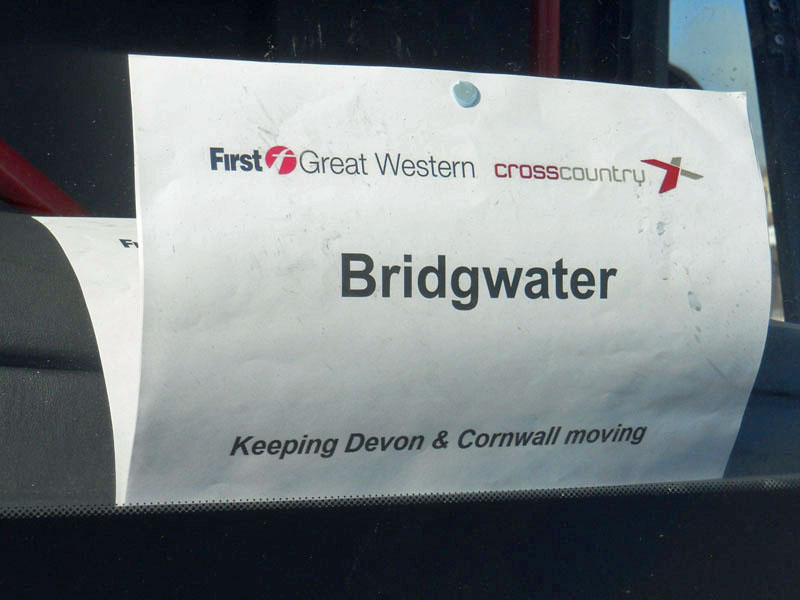 First Great Western crosscountry
Bridgwater
Keeping Devon & Cornwall moving